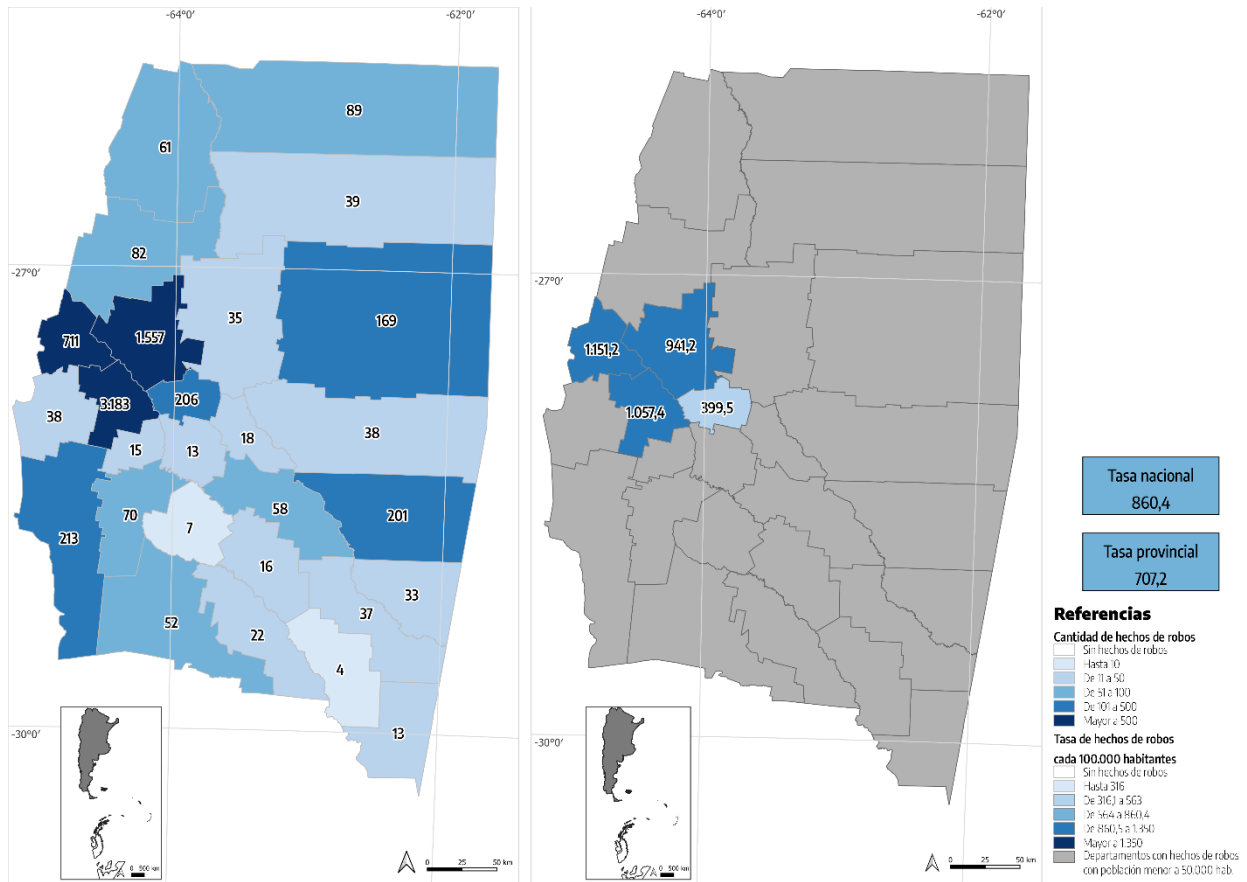 -64°0'
-62°0'
-64°0'
-62°0'
89
61
39
82
-27°0'
-27°0'
35
169
711
1.557
1.151,2
941,2
206
3.183
38
399,5
1.057,4
38
18
15
13
Tasa nacional
860,4
70
58
201
7
213
Tasa provincial
707,2
16
33
37
52
22
4
13
-30°0'
-30°0'
Referencias
Cantidad de hechos de robos
Sin hechos de robos
Hasta 10
De 11 a 50
De 51 a 100
De 101 a 500
Mayor a 500
Tasa de hechos de robos
cada 100.000 habitantes
Sin hechos de robos
Hasta 316
De 316,1 a 563
De 564 a 860,4
De 860,5 a 1.350
Mayor a 1.350
Departamentos con hechos de robos
con población menor a 50.000 hab.
0 500 km
0 25 50 km
0 500 km
0 25 50 km